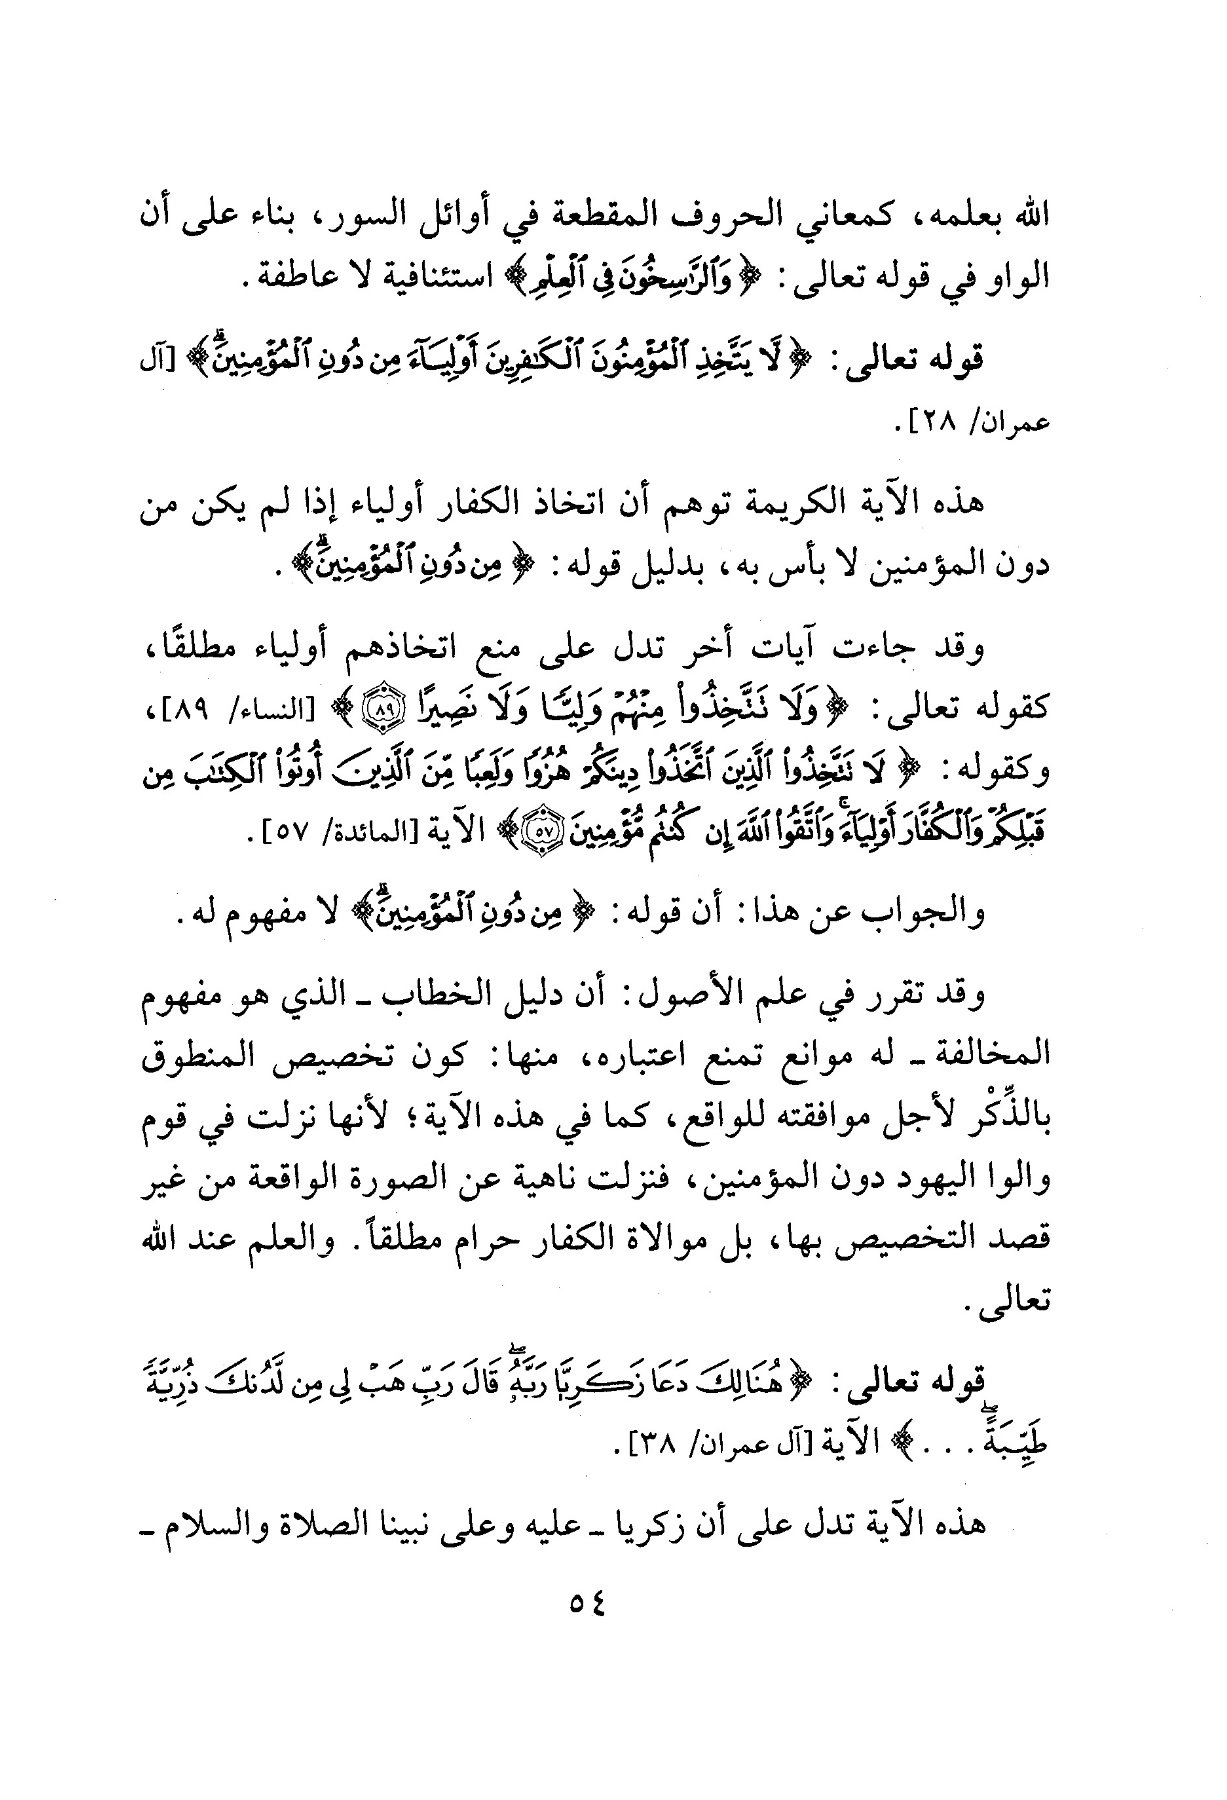 الله بعلمه، كمعاني الحروف المقطعة في أوائل السور، بناء على أن
الواو في قوله تعالى: ﴿وَٱلرَّٰسِخُونَ فِي ٱلۡعِلۡمِ﴾ استئنافية لا عاطفة.
قوله تعالى: ﴿لَّا يَتَّخِذِ ٱلۡمُؤۡمِنُونَ ٱلۡكَٰفِرِينَ أَوۡلِيَآءَ مِن دُونِ ٱلۡمُؤۡمِنِينَۖ﴾ [آل
عمران/ ٢٨].
هذه الآية الكريمة توهم أن اتخاذ الكفار أولياء إذا لم يكن من
دون المؤمنين لا بأس به، بدليل قوله: ﴿مِن دُونِ ٱلۡمُؤۡمِنِينَۖ﴾.
وقد جاءت آيات أخر تدل على منع اتخاذهم أولياء مطلقًا،
كقوله تعالى: ﴿وَلَا تَتَّخِذُواْ مِنۡهُمۡ وَلِيّٗا وَلَا نَصِيرًا ٨٩﴾ [النساء/ ٨٩]،
وكقوله: ﴿لَا تَتَّخِذُواْ ٱلَّذِينَ ٱتَّخَذُواْ دِينَكُمۡ هُزُوٗا وَلَعِبٗا مِّنَ ٱلَّذِينَ أُوتُواْ ٱلۡكِتَٰبَ مِن
قَبۡلِكُمۡ وَٱلۡكُفَّارَ أَوۡلِيَآءَۚ وَٱتَّقُواْ ٱللَّهَ إِن كُنتُم مُّؤۡمِنِينَ ٥٧﴾ الآية [المائدة/ ٥٧].
والجواب عن هذا: أن قوله: ﴿مِن دُونِ ٱلۡمُؤۡمِنِينَۖ﴾ لا مفهوم له.
وقد تقرر في علم الأصول: أن دليل الخطاب ـ الذي هو مفهوم
المخالفة ـ له موانع تمنع اعتباره، منها: كون تخصيص المنطوق
بالذِّكْر لأجل موافقته للواقع، كما في هذه الآية؛ لأنها نزلت في قوم
والوا اليهود دون المؤمنين، فنزلت ناهية عن الصورة الواقعة من غير
قصد التخصيص بها، بل موالاة الكفار حرام مطلقاً. والعلم عند الله
تعالى.
قوله تعالى: ﴿هُنَالِكَ دَعَا زَكَرِيَّا رَبَّهُۥۖ قَالَ رَبِّ هَبۡ لِي مِن لَّدُنكَ ذُرِّيَّةٗ
طَيِّبَةًۖ . . .﴾ الآية [آل عمران/ ٣٨].
هذه الآية تدل على أن زكريا ـ عليه وعلى نبينا الصلاة والسلام ـ
٥٤